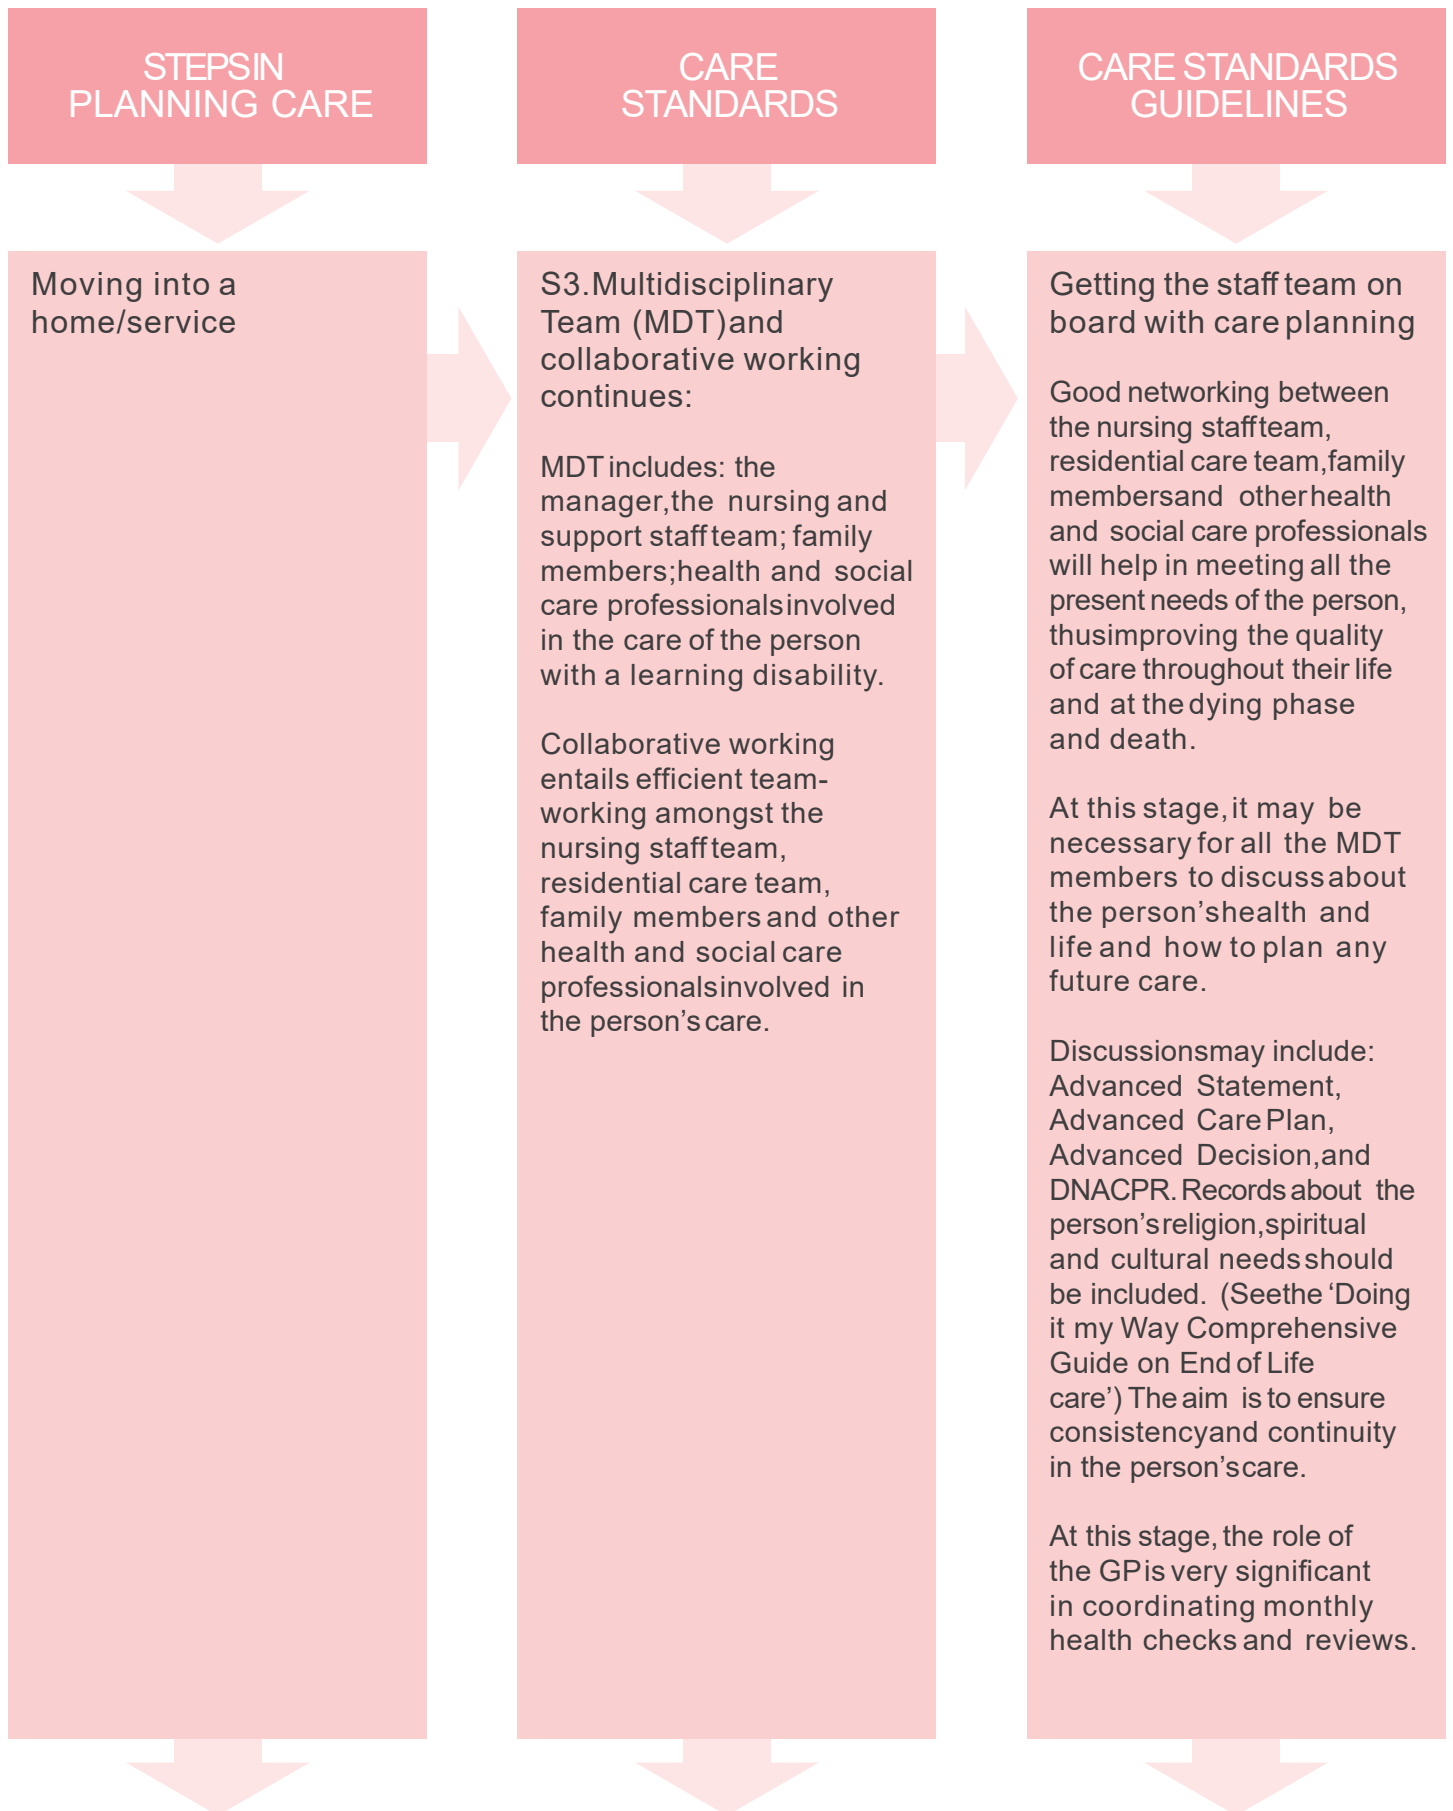 STEPS IN
PLANNING CARE
CARE
STANDARDS
CARE STANDARDS
GUIDELINES
Moving into a
home/service
S3.Multidisciplinary
Team (MDT)and
collaborative working
continues:
MDT includes: the
manager,the nursing and
support staff team; family
members;health and social
care professionalsinvolved
in the care of the person
with a learning disability.
Collaborative working
entails efficient team-
working amongst the
nursing staff team,
residential care team,
family members and other
health and social care
professionalsinvolved in
the person's care.
Getting the staff team on
board with care planning
Good networking between
the nursing staffteam,
residential care team,family
membersand otherhealth
and social care professionals
will help in meeting all the
present needs of the person,
thusimproving the quality
of care throughout their life
and at the dying phase
and death.
At this stage,it may be
necessary for all the MDT
members to discussabout
the person’shealth and
life and how to plan any
future care.
Discussionsmay include:
Advanced Statement,
Advanced Care Plan,
Advanced Decision,and
DNACPR. Records about the
person’sreligion,spiritual
and cultural needs should
be included. (Seethe ‘Doing
it my Way Comprehensive
Guide on End of Life
care’) The aim is to ensure
consistencyand continuity
in the person’scare.
At this stage, the role of
the GPis very significant
in coordinating monthly
health checks and reviews.